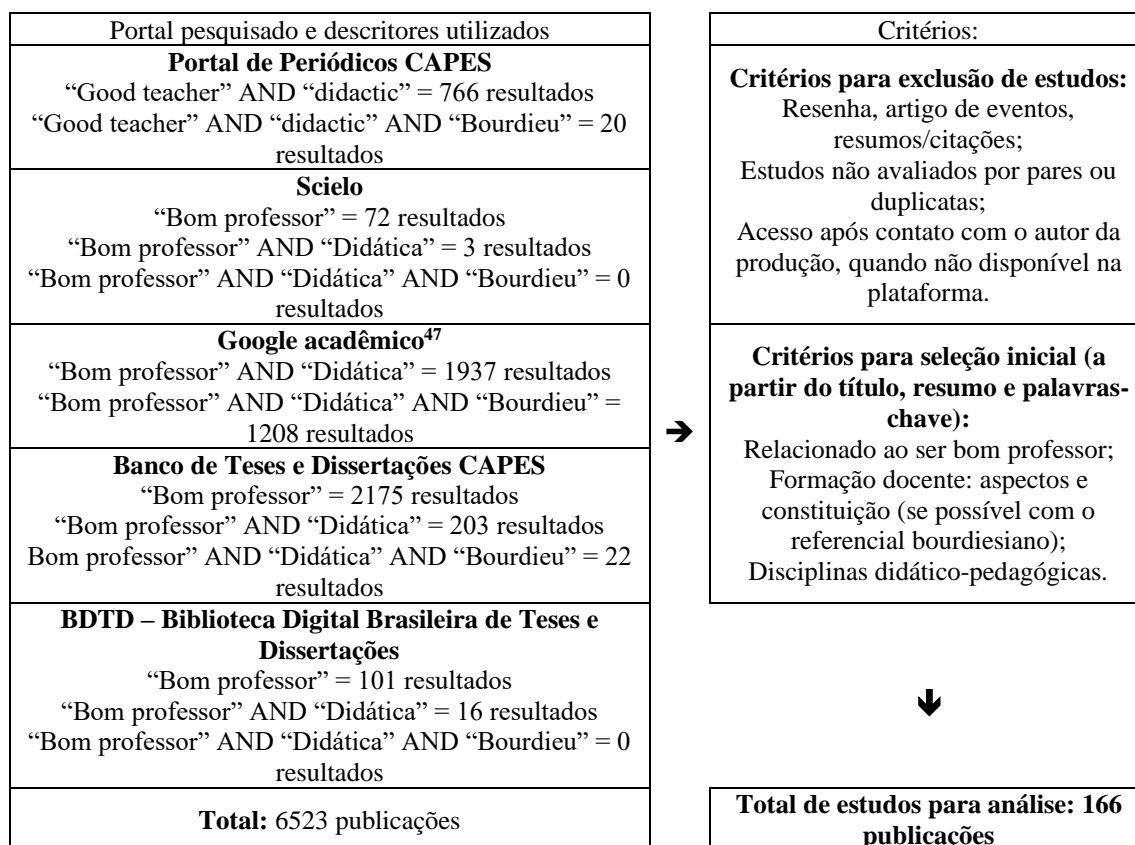 Portal pesquisado e descritores utilizados
Portal de Periódicos CAPES
“Good teacher” AND “didactic” = 766 resultados
“Good teacher” AND “didactic” AND “Bourdieu” = 20
resultados
Scielo
“Bom professor” = 72 resultados
“Bom professor” AND “Didática” = 3 resultados
“Bom professor” AND “Didática” AND “Bourdieu” = 0
resultados
Google acadêmico47
“Bom professor” AND “Didática” = 1937 resultados
“Bom professor” AND “Didática” AND “Bourdieu” =
1208 resultados
Banco de Teses e Dissertações CAPES
“Bom professor” = 2175 resultados
“Bom professor” AND “Didática” = 203 resultados
Bom professor” AND “Didática” AND “Bourdieu” = 22
resultados
BDTD – Biblioteca Digital Brasileira de Teses e
Dissertações
“Bom professor” = 101 resultados
“Bom professor” AND “Didática” = 16 resultados
“Bom professor” AND “Didática” AND “Bourdieu” = 0
resultados
Total: 6523 publicações
Critérios:
Critérios para exclusão de estudos:
Resenha, artigo de eventos,
resumos/citações;
Estudos não avaliados por pares ou
duplicatas;
Acesso após contato com o autor da
produção, quando não disponível na
plataforma.
Critérios para seleção inicial (a
partir do título, resumo e palavras-
chave):
Relacionado ao ser bom professor;
Formação docente: aspectos e
constituição (se possível com o
referencial bourdiesiano);
Disciplinas didático-pedagógicas.
Total de estudos para análise: 166
publicações